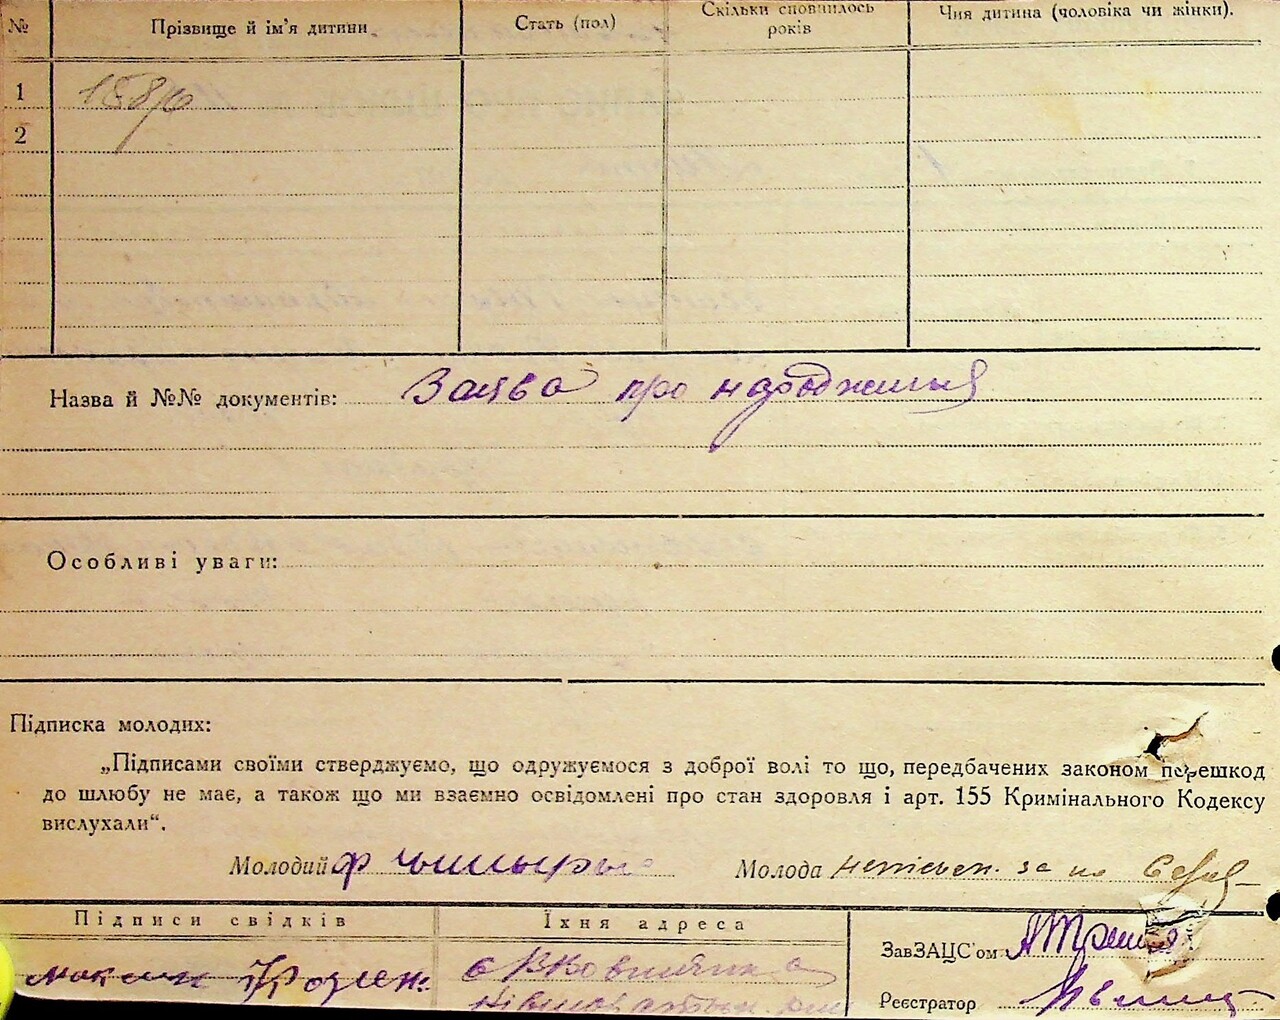 № Прізвище й ім'я дитини Стать (пол) Скільки сповнилось років Чия дитина (чоловіка чи жінки).
1
2
Назва й №№ документів: Заява про народження
Особливі уваги:
Підписка молодих:
„Підписами своїми стверджуємо, що одружуємося з доброї волі то що, передбачених законом перешкод
до шлюбу не має, а також що ми взаємно освідомлені про стан здоровля і арт. 155 Кримінального Кодексу
вислухали“.
Молодий Молода за
Підписи свідків Їхня адреса
ЗавЗАЦС'ом
Реєстратор